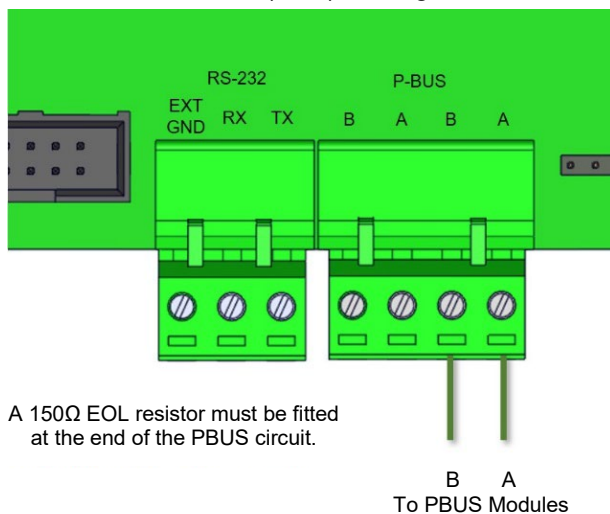 RS-232
P-BUS
EXT
GND
RX
TX
B
A
B
A
A 150Ω EOL resistor must be fitted
at the end of the PBUS circuit.
B
A
To PBUS Modules